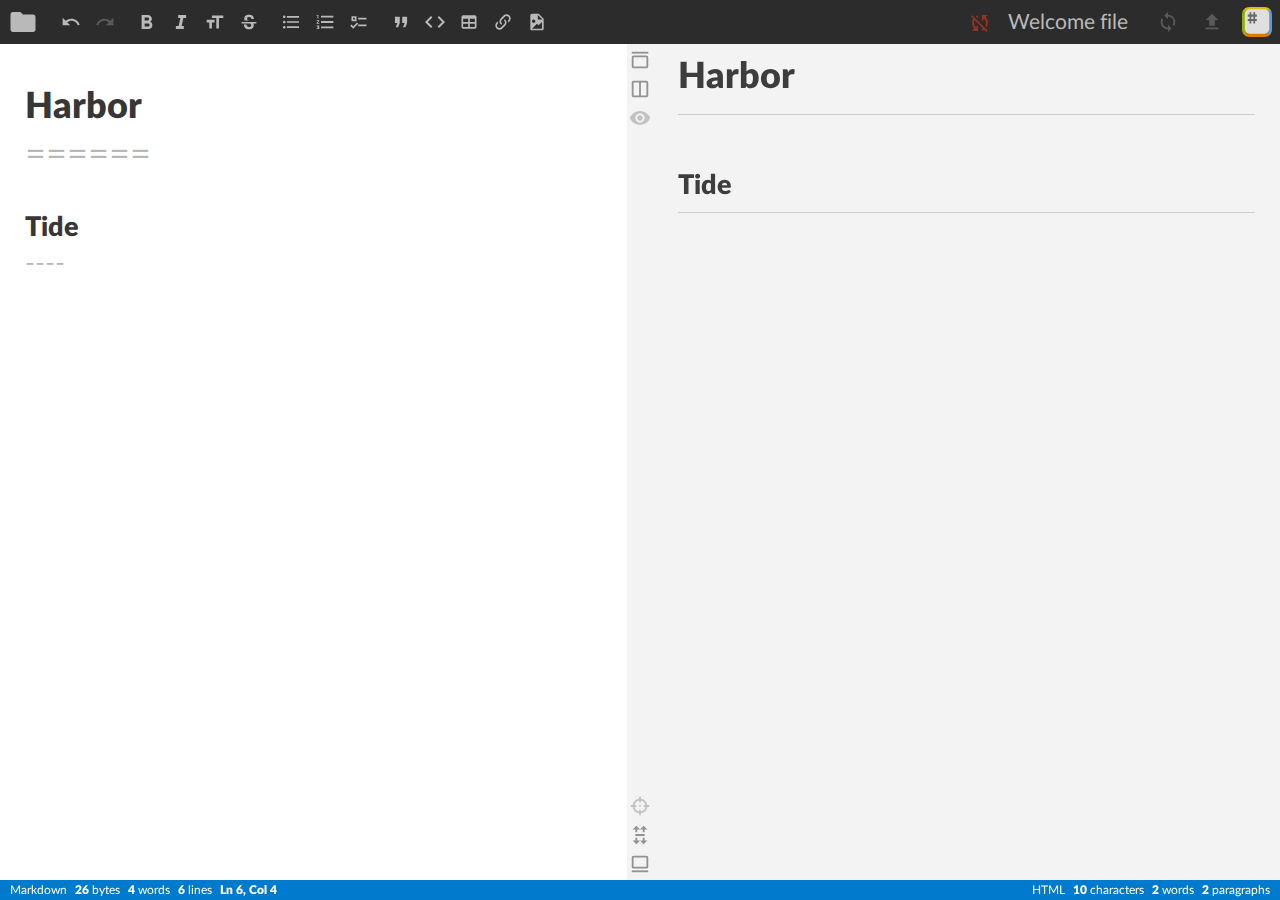 Welcome file
Harbor
======
Tide
----
Harbor
Tide
Markdown 26 bytes 4 words 6 lines Ln 6, Col 4
HTML 10 characters 2 words 2 paragraphs